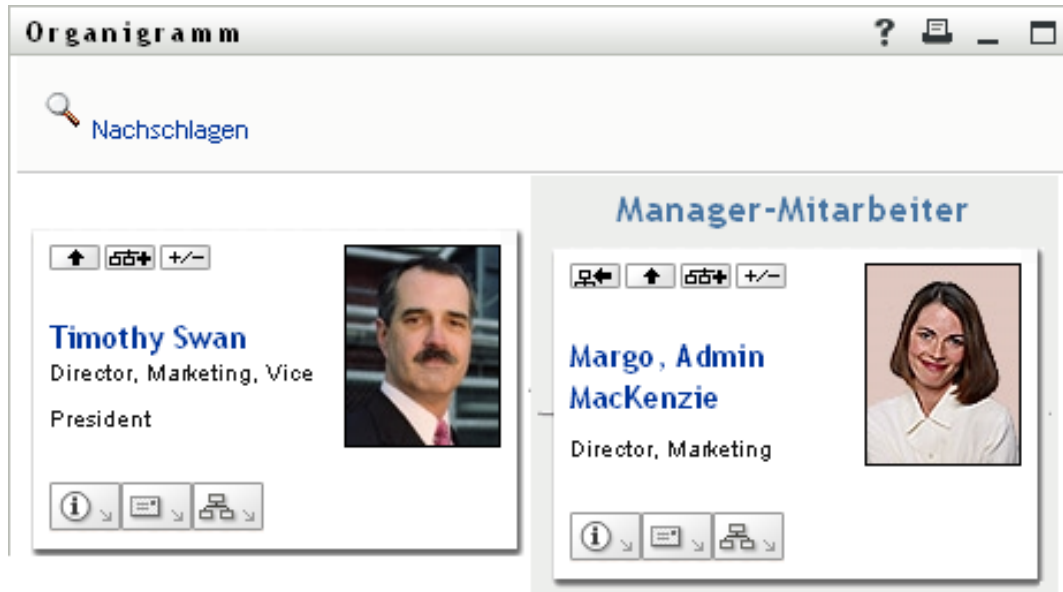 Organigramm
Nachschlagen
Manager-Mitarbeiter
+/-
Timothy Swan
Director, Marketing, Vice
President
+/-
Margo, Admin
MacKenzie
Director, Marketing